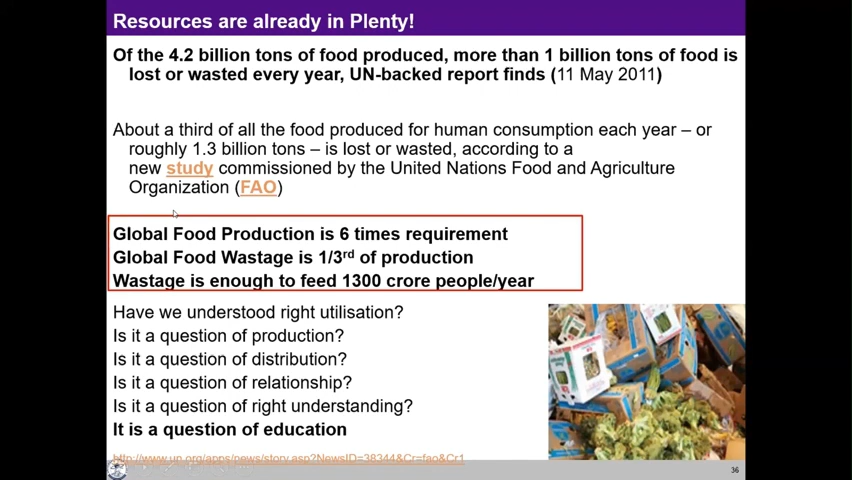 Resources are already in Plenty!
Of the 4.2 billion tons of food produced, more than 1 billion tons of food is
lost or wasted every year, UN-backed report finds (11 May 2011)
About a third of all the food produced for human consumption each year – or
roughly 1.3 billion tons – is lost or wasted, according to a
new study commissioned by the United Nations Food and Agriculture
Organization (FAO)
Global Food Production is 6 times requirement
Global Food Wastage is 1/3rd of production
Wastage is enough to feed 1300 crore people/year
Have we understood right utilisation?
Is it a question of production?
Is it a question of distribution?
Is it a question of relationship?
Is it a question of right understanding?
It is a question of education
http://www.un.org/apps/news/story.asp?NewsID=38344&Cr=fao&Cr1
36